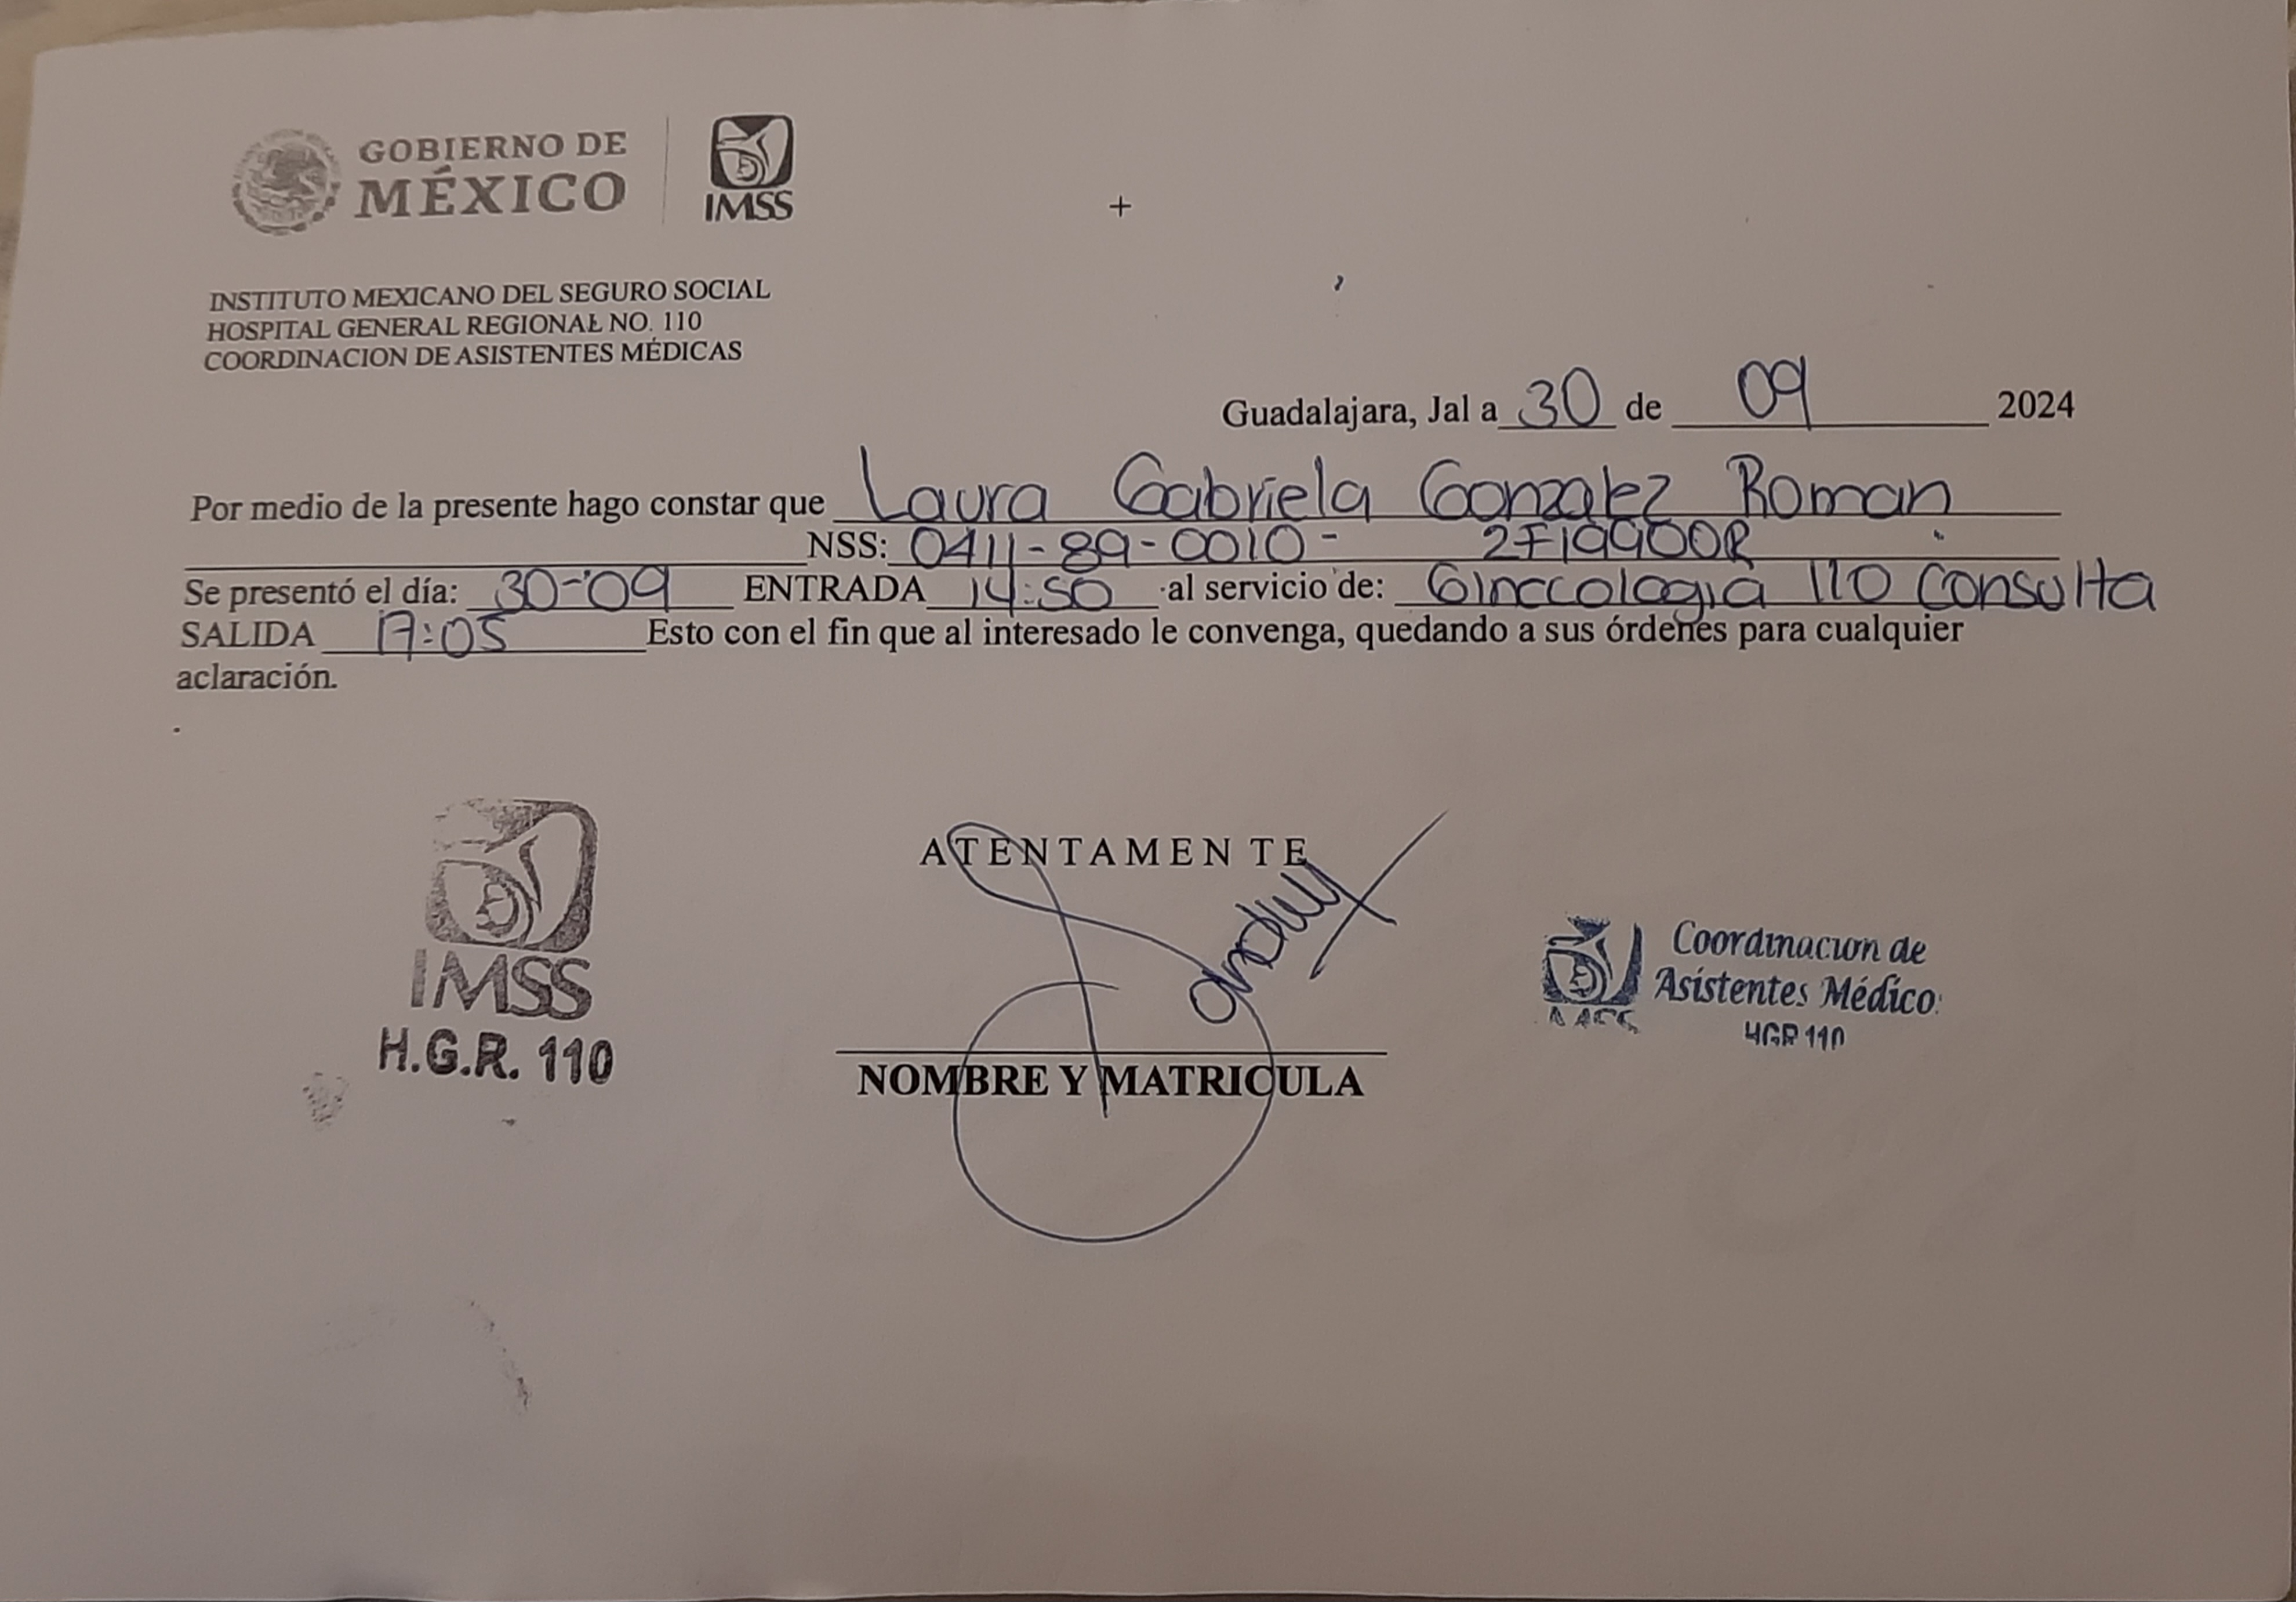 GOBIERNO DE
MÉXICO
IMSS
INSTITUTO MEXICANO DEL SEGURO SOCIAL
HOSPITAL GENERAL REGIONAL NO. 110
COORDINACION DE ASISTENTES MÉDICAS
Guadalajara, Jal a 30 de 09 2024
Por medio de la presente hago constar que Laura Gabriela Gonzalez Roman
NSS: 0411-89-0010- 2F1990OR
Se presentó el día: 30-09 ENTRADA 14:50 al servicio de: Ginecologia 110 Consulta
SALIDA 17:05 Esto con el fin que al interesado le convenga, quedando a sus órdenes para cualquier
aclaración.
ATENTAMENTE
NOMBRE Y MATRICULA
IMSS
H.G.R. 110
Coordinacion de
Asistentes Médico
HGR 110